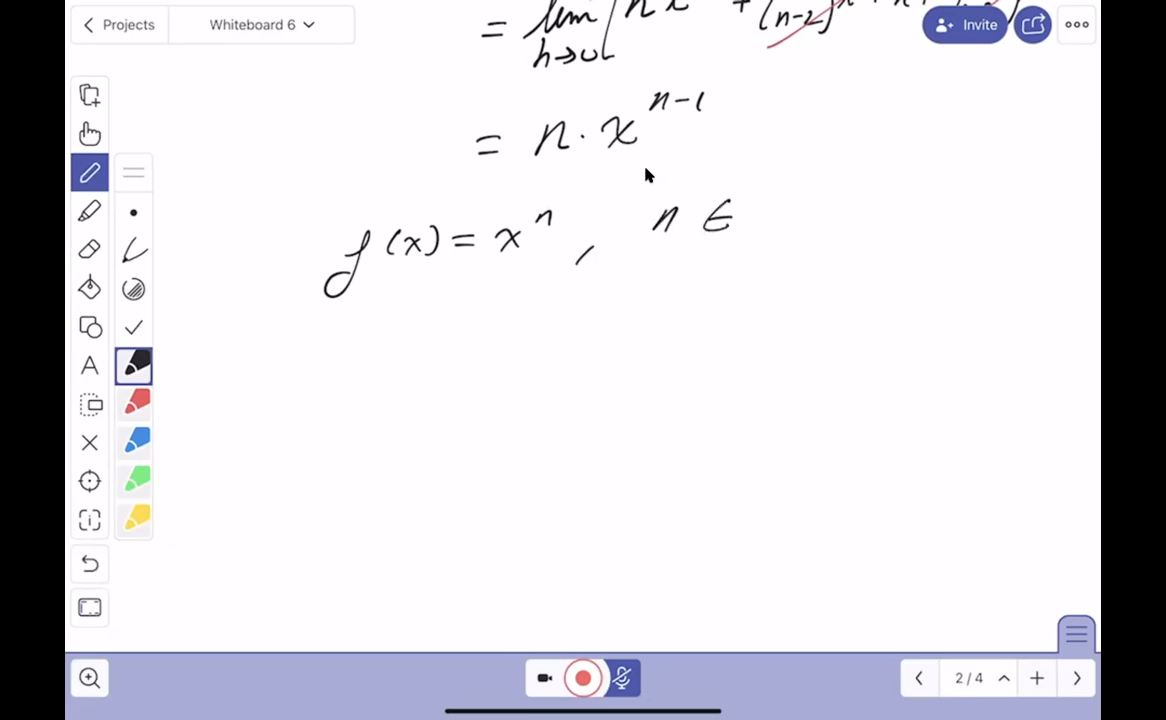 Projects
Whiteboard 6
Invite
= lim
h→0
= n · x^{n-1}
f(x) = x^n , n ∈
A
2/4